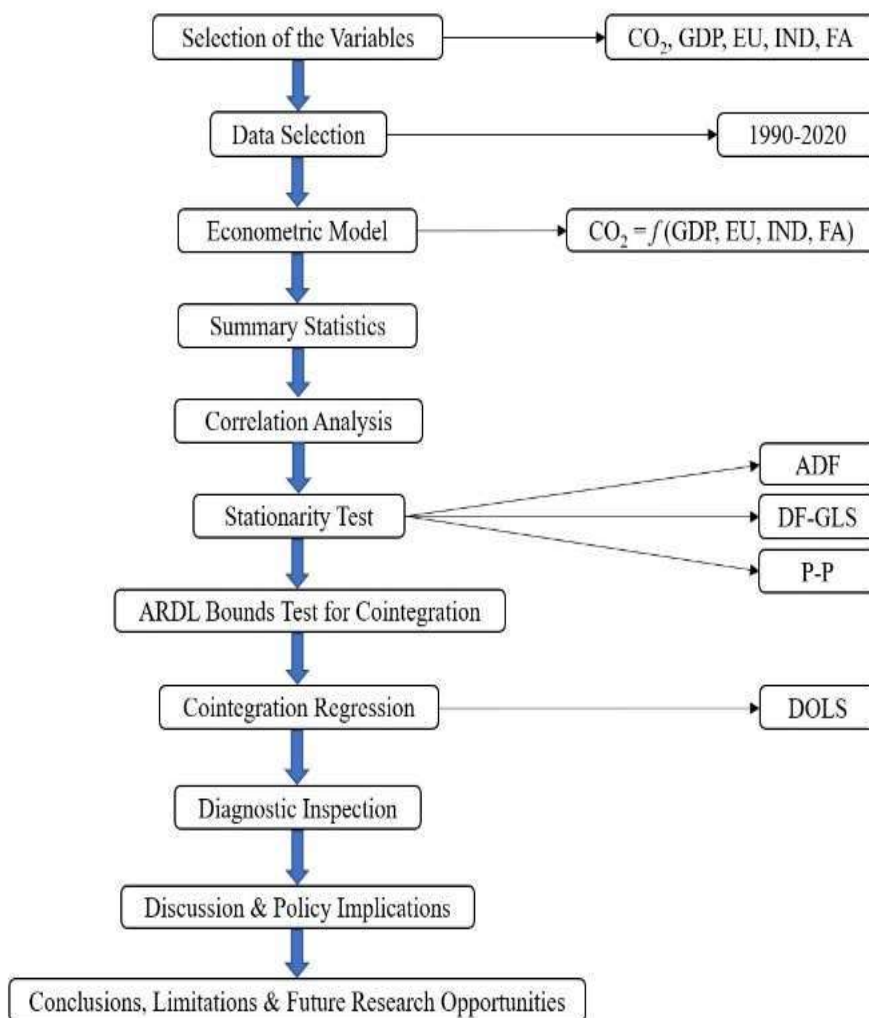 Selection of the Variables
CO₂, GDP, EU, IND, FA
Data Selection
1990-2020
Econometric Model
CO₂ = f (GDP, EU, IND, FA)
Summary Statistics
Correlation Analysis
Stationarity Test
ADF
DF-GLS
P-P
ARDL Bounds Test for Cointegration
Cointegration Regression
DOLS
Diagnostic Inspection
Discussion & Policy Implications
Conclusions, Limitations & Future Research Opportunities